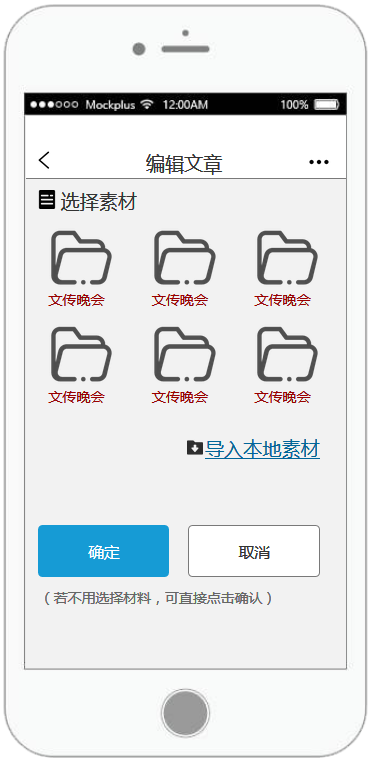 Mockplus 12:00AM 100%
编辑文章
选择素材
文传晚会 文传晚会 文传晚会
文传晚会 文传晚会 文传晚会
导入本地素材
确定 取消
（若不用选择材料，可直接点击确认）